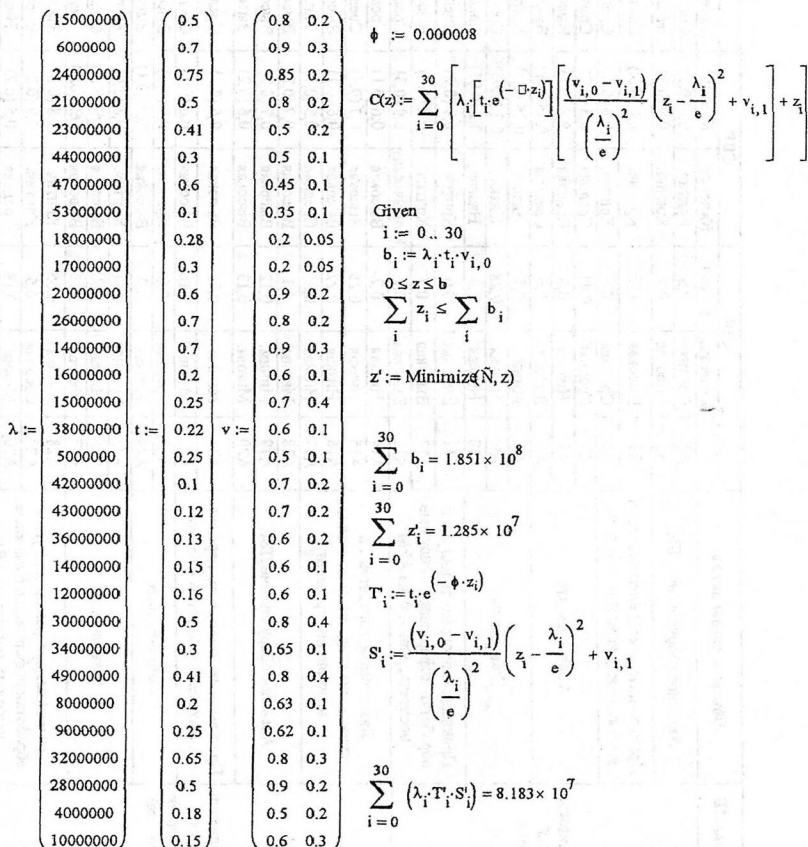 λ := ( 15000000 6000000 24000000 21000000 23000000 44000000 47000000 53000000 18000000 17000000 20000000 26000000 14000000 16000000 15000000 38000000 5000000 42000000 43000000 36000000 14000000 12000000 30000000 34000000 49000000 8000000 9000000 32000000 28000000 4000000 10000000 )
t := ( 0.5 0.7 0.75 0.5 0.41 0.3 0.6 0.1 0.28 0.3 0.6 0.7 0.7 0.2 0.25 0.22 0.25 0.1 0.12 0.13 0.15 0.16 0.5 0.3 0.41 0.2 0.25 0.65 0.5 0.18 0.15 )
v :=
0.8 0.2
0.9 0.3
0.85 0.2
0.8 0.2
0.5 0.2
0.5 0.1
0.45 0.1
0.35 0.1
0.2 0.05
0.2 0.05
0.9 0.2
0.8 0.2
0.9 0.3
0.6 0.1
0.7 0.4
0.6 0.1
0.5 0.1
0.7 0.2
0.7 0.2
0.6 0.2
0.6 0.1
0.6 0.1
0.8 0.4
0.65 0.1
0.8 0.4
0.63 0.1
0.62 0.1
0.8 0.3
0.9 0.2
0.5 0.2
0.6 0.3
ϕ := 0.000008
C(z) := ∑ i = 0 30 [ λi·[ ti·e^(− □·zi) ] [ (vi,0 − vi,1) / (λi/e)^2 (zi − λi/e)^2 + vi,1 ] + zi ]
Given
i := 0 .. 30
bi := λi·ti·vi,0
0 ≤ z ≤ b
∑ i zi ≤ ∑ i bi
z' := Minimize(Ñ, z)
∑ i = 0 30 bi = 1.851 × 10^8
∑ i = 0 30 z'i = 1.285 × 10^7
T'i := ti·e^(− ϕ·zi)
S'i := (vi,0 − vi,1) / (λi/e)^2 (zi − λi/e)^2 + vi,1
∑ i = 0 30 (λi·T'i·S'i) = 8.183 × 10^7